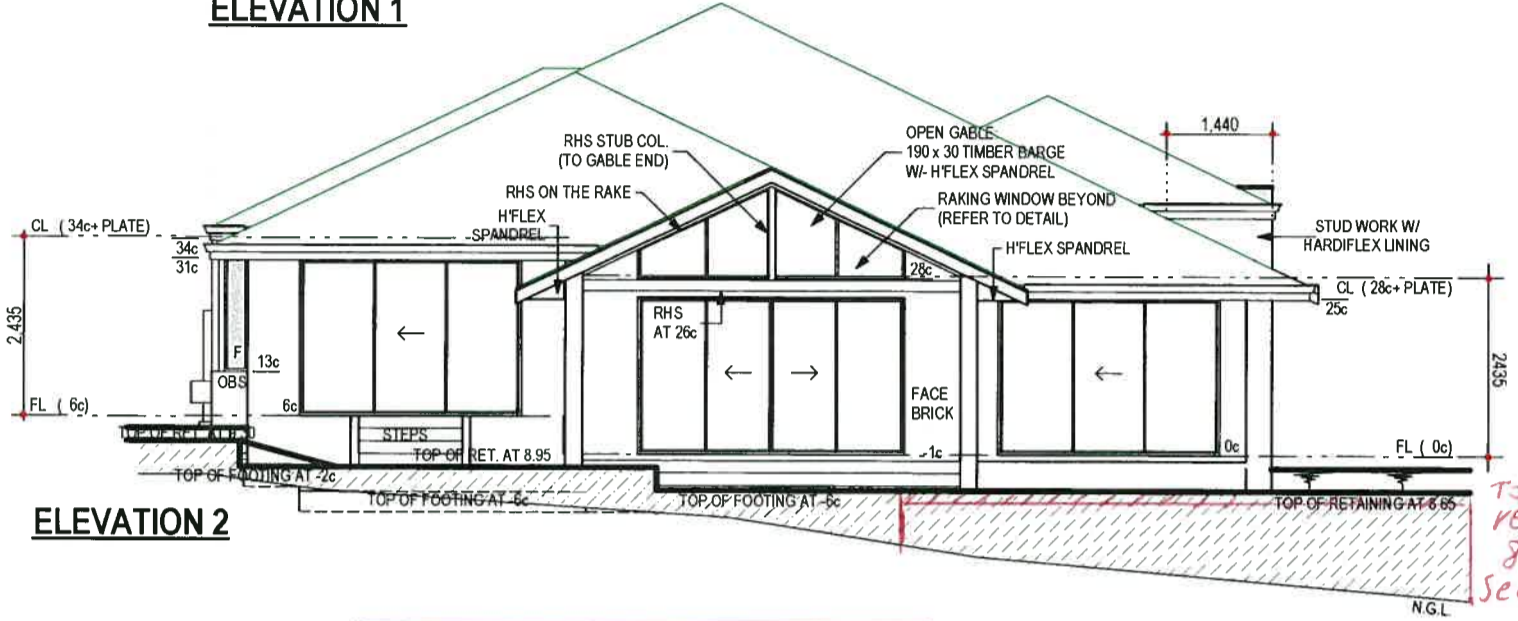 ELEVATION 1
RHS STUB COL.
(TO GABLE END)
OPEN GABLE
190 x 30 TIMBER BARGE
W/- H'FLEX SPANDREL
1,440
RHS ON THE RAKE
RAKING WINDOW BEYOND
(REFER TO DETAIL)
H'FLEX
SPANDREL
H'FLEX SPANDREL
STUD WORK W/
HARDIFLEX LINING
CL ( 34c+ PLATE)
34c
31c
28c
CL ( 28c+ PLATE)
25c
RHS
AT 26c
2,435
2435
F
13c
OBS
6c
FL ( 6c)
FACE
BRICK
STEPS
TOP OF RET. AT 8.95
-1c
0c
FL ( 0c)
TOP OF FOOTING AT -2c
TOP OF FOOTING AT -6c
TOP OF FOOTING AT -6c
TOP OF RETAINING AT 8.65
ELEVATION 2
N.G.L